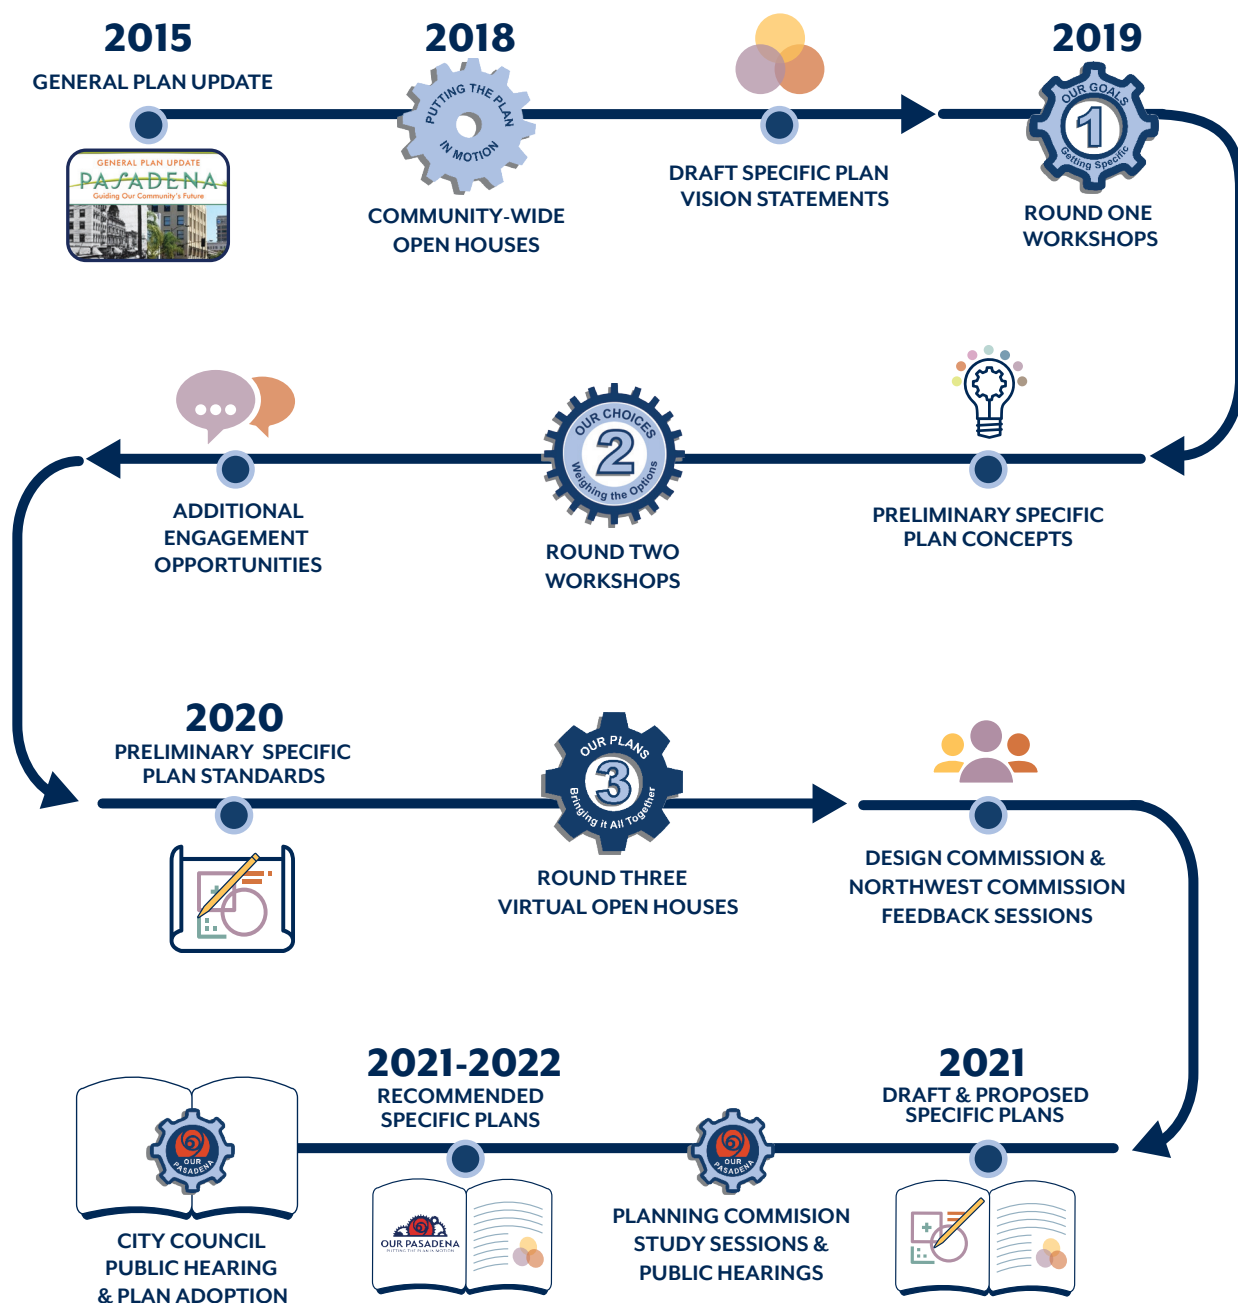 2015
GENERAL PLAN UPDATE
GENERAL PLAN UPDATE
PASADENA
Guiding Our Community's Future
2018
PUTTING THE PLAN
IN MOTION
COMMUNITY-WIDE
OPEN HOUSES
DRAFT SPECIFIC PLAN
VISION STATEMENTS
2019
OUR GOALS
1
Getting Specific
ROUND ONE
WORKSHOPS
PRELIMINARY SPECIFIC
PLAN CONCEPTS
OUR CHOICES
2
Weighing the Options
ROUND TWO
WORKSHOPS
ADDITIONAL
ENGAGEMENT
OPPORTUNITIES
2020
PRELIMINARY SPECIFIC
PLAN STANDARDS
OUR PLANS
3
Bringing it All Together
ROUND THREE
VIRTUAL OPEN HOUSES
DESIGN COMMISSION &
NORTHWEST COMMISSION
FEEDBACK SESSIONS
2021
DRAFT & PROPOSED
SPECIFIC PLANS
OUR
PASADENA
PLANNING COMMISION
STUDY SESSIONS &
PUBLIC HEARINGS
2021-2022
RECOMMENDED
SPECIFIC PLANS
OUR PASADENA
PUTTING THE PLAN IN MOTION
OUR
PASADENA
CITY COUNCIL
PUBLIC HEARING
& PLAN ADOPTION